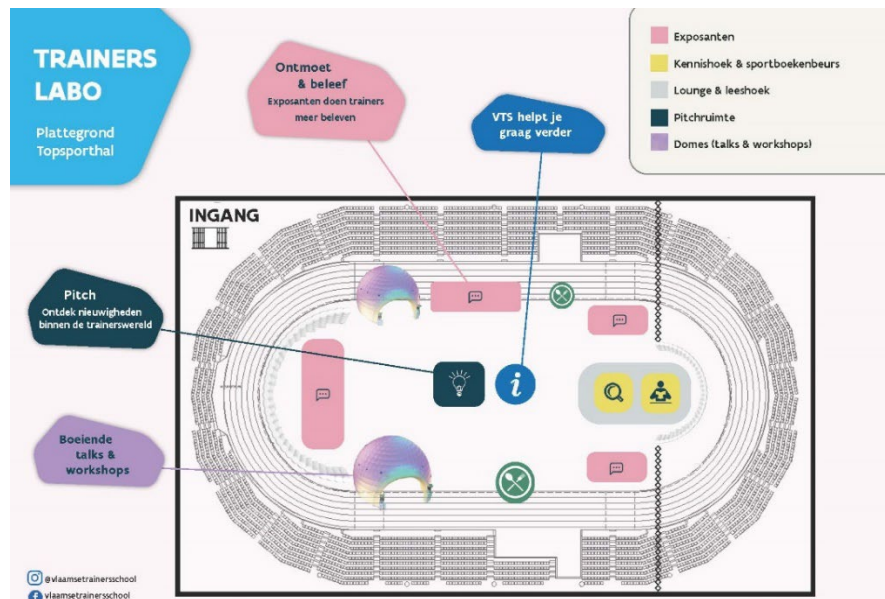 TRAINERS
LABO
Plattegrond
Topsporthal
Ontmoet
& beleef
Exposanten doen trainers
meer beleven
VTS helpt je
graag verder
Exposanten
Kennishoek & sportboekenbeurs
Lounge & leeshoek
Pitchruimte
Domes (talks & workshops)
INGANG
Pitch
Ontdek nieuwigheden
binnen de trainerswereld
i
Boeiende
talks &
workshops
@vlaamsetrainersschool
vlaamsetrainersschool